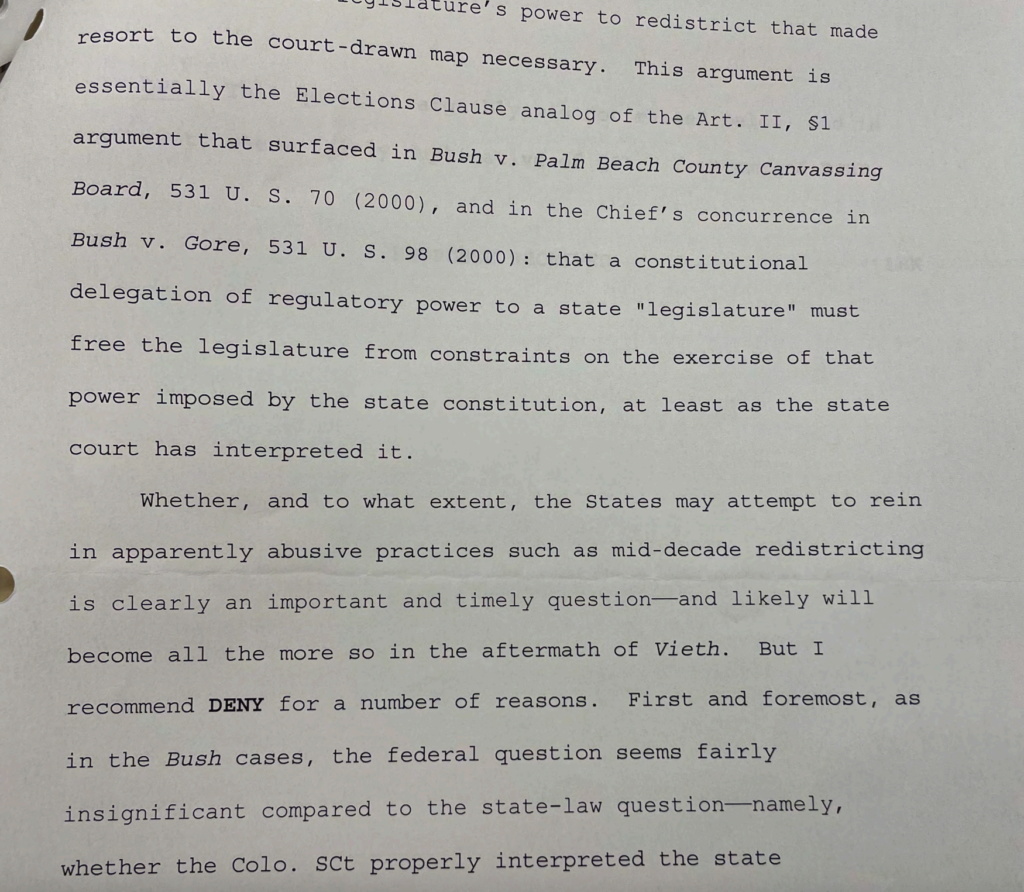 legislature's power to redistrict that made
resort to the court-drawn map necessary. This argument is
essentially the Elections Clause analog of the Art. II, §1
argument that surfaced in Bush v. Palm Beach County Canvassing
Board, 531 U. S. 70 (2000), and in the Chief's concurrence in
Bush v. Gore, 531 U. S. 98 (2000): that a constitutional
delegation of regulatory power to a state "legislature" must
free the legislature from constraints on the exercise of that
power imposed by the state constitution, at least as the state
court has interpreted it.
Whether, and to what extent, the States may attempt to rein
in apparently abusive practices such as mid-decade redistricting
is clearly an important and timely question—and likely will
become all the more so in the aftermath of Vieth. But I
recommend DENY for a number of reasons. First and foremost, as
in the Bush cases, the federal question seems fairly
insignificant compared to the state-law question—namely,
whether the Colo. SCt properly interpreted the state